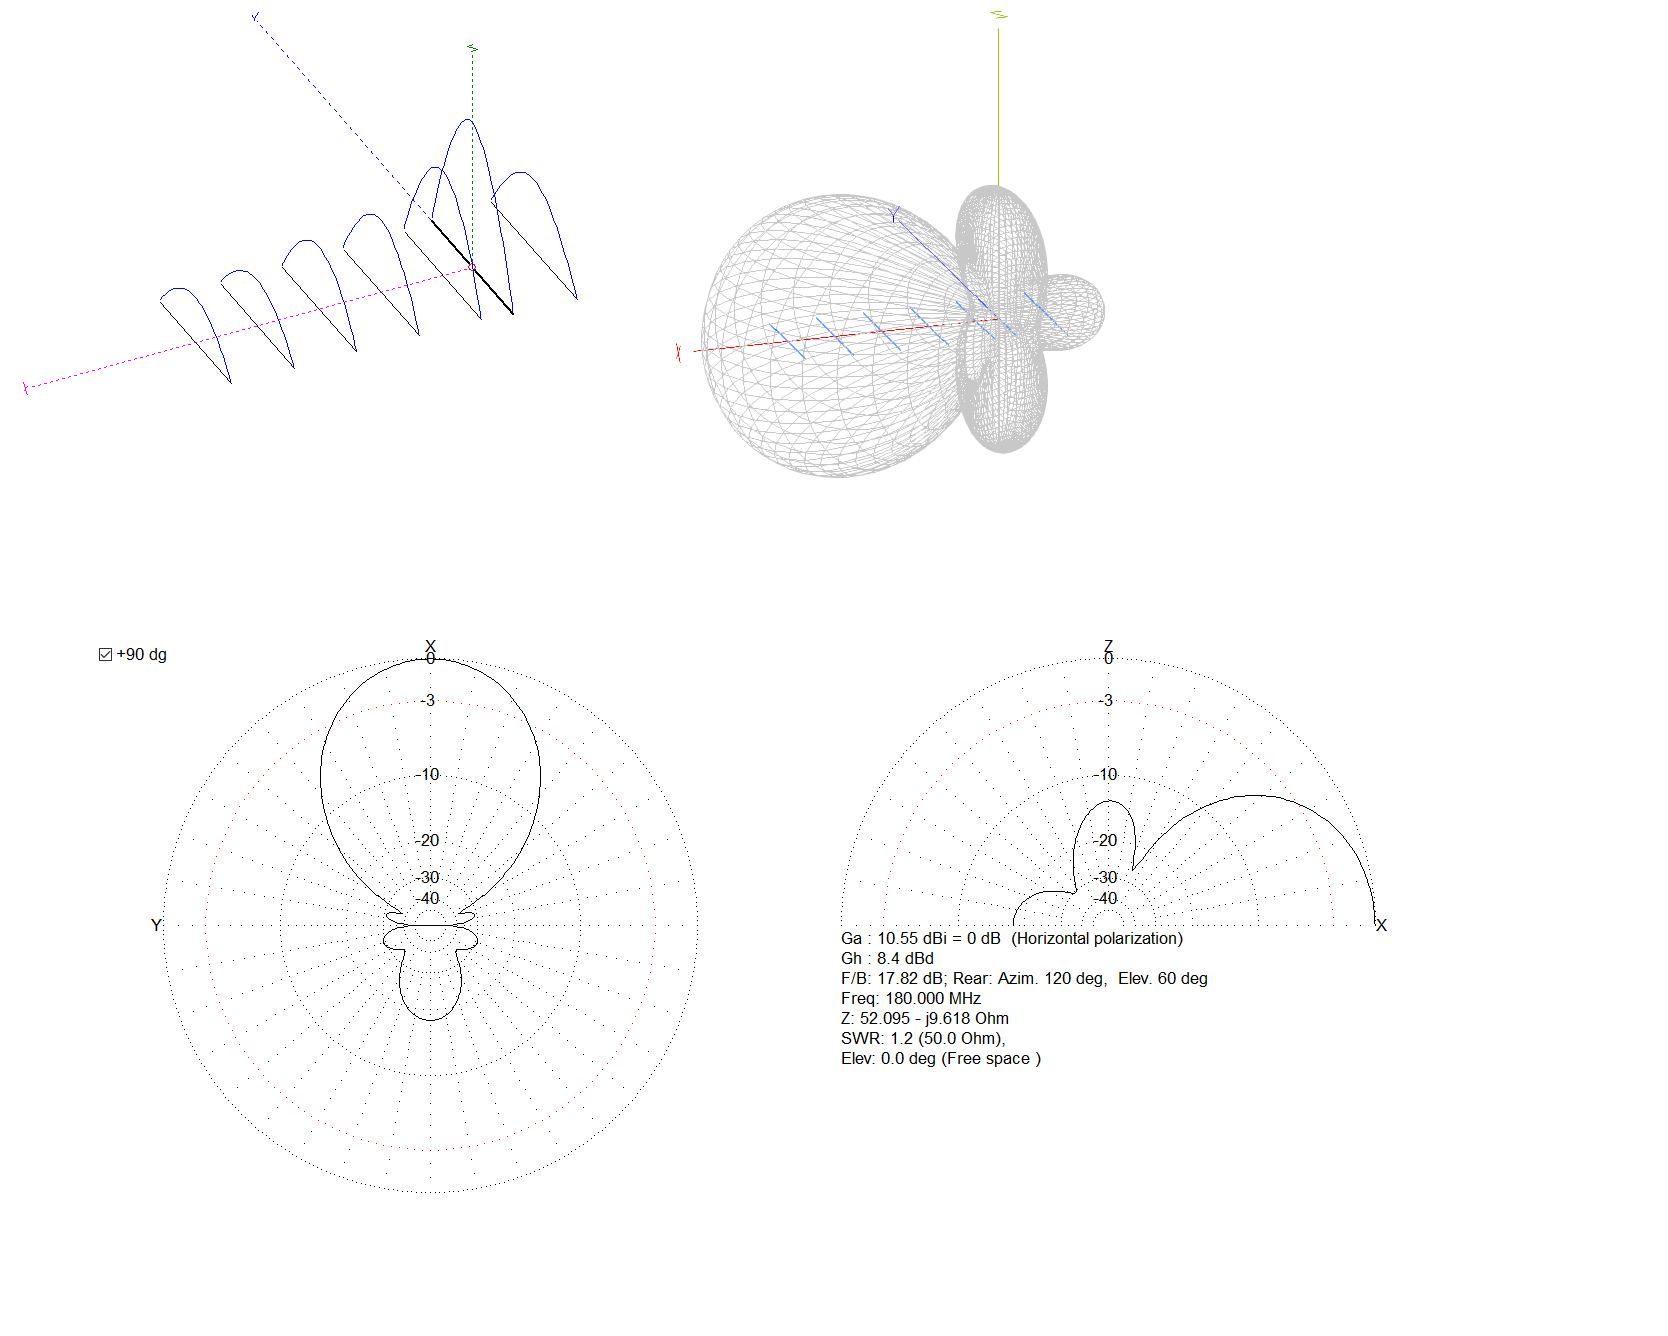 Y
Z
X
Z
Y
X
+90 dg
X
0
-3
-10
-20
-30
-40
Y
Z
0
-3
-10
-20
-30
-40
X
Ga : 10.55 dBi = 0 dB (Horizontal polarization)
Gh : 8.4 dBd
F/B: 17.82 dB; Rear: Azim. 120 deg, Elev. 60 deg
Freq: 180.000 MHz
Z: 52.095 - j9.618 Ohm
SWR: 1.2 (50.0 Ohm),
Elev: 0.0 deg (Free space )